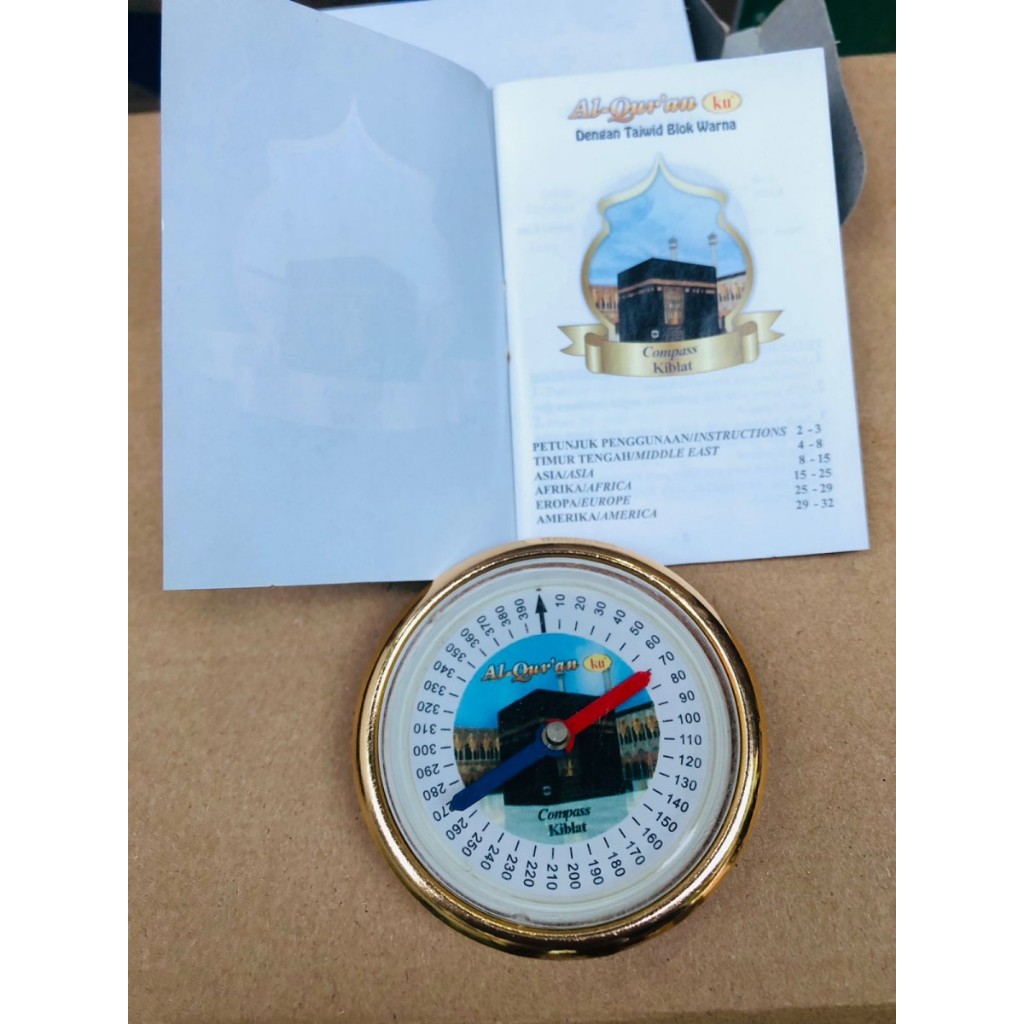 Al-Qur'an ku
Dengan Tajwid Blok Warna
Compass
Kiblat
PETUNJUK PENGGUNAAN/INSTRUCTIONS 2 - 3
TIMUR TENGAH/MIDDLE EAST 4 - 8
ASIA/ASIA 8 - 15
AFRIKA/AFRICA 15 - 25
EROPA/EUROPE 25 - 29
AMERIKA/AMERICA 29 - 32
10 20 30 40 50 60 70 80 90 100 110 120 130 140 150 160 170 180 190 200 210 220 230 240 250 260 270 280 290 300 310 320 330 340 350 360 370 380 390
Al-Qur'an ku
Compass
Kiblat